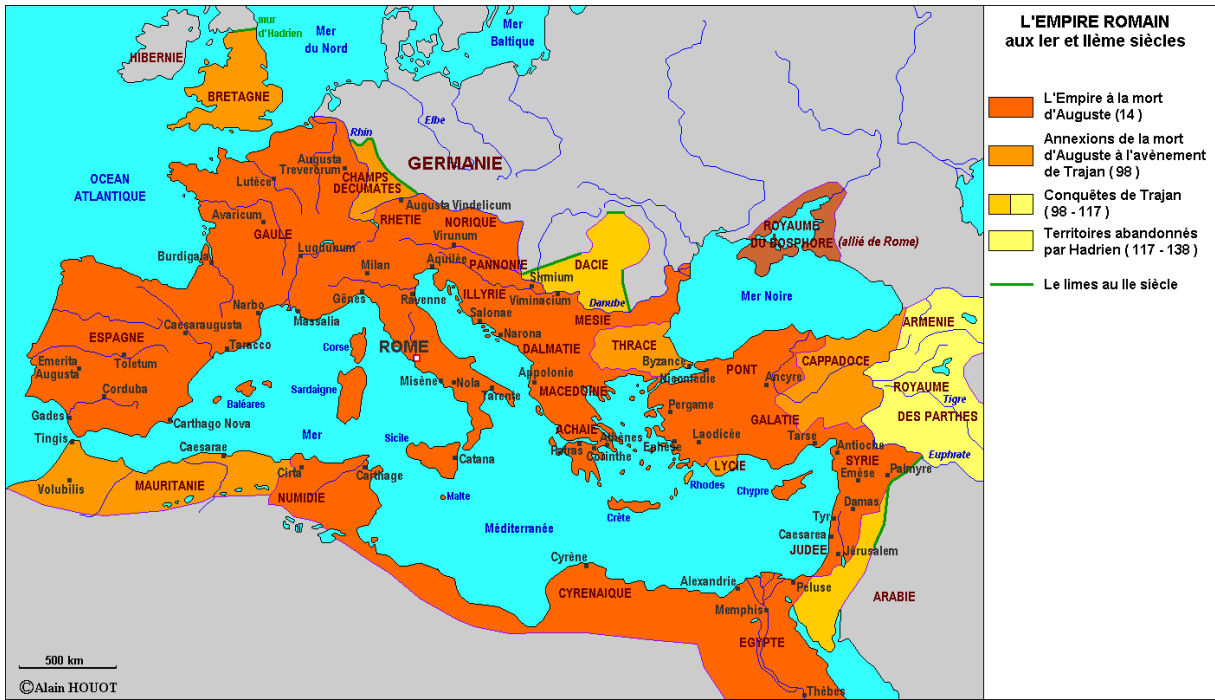 L'EMPIRE ROMAIN
aux Ier et IIème siècles
L'Empire à la mort
d'Auguste (14 )
Annexions de la mort
d'Auguste à l'avènement
de Trajan ( 98 )
Conquêtes de Trajan
( 98 - 117 )
Territoires abandonnés
par Hadrien ( 117 - 138 )
Le limes au IIe siècle
mur
d'Hadrien
Mer
du Nord
Mer
Baltique
HIBERNIE
BRETAGNE
Elbe
Rhin
GERMANIE
OCEAN
ATLANTIQUE
Augusta
Treverorum
Lutèce
CHAMPS
DECUMATES
Augusta Vindelicum
RHETIE
NORIQUE
Avaricum
GAULE
Virunum
Lugdunum
Aquilée
PANNONIE
Burdigala
Milan
Sirmium
DACIE
ROYAUME
DU BOSPHORE
(allié de Rome)
Gênes
Ravenne
ILLYRIE
Viminacium
Danube
Mer Noire
Narbo
Massalia
Salonae
MESIE
ARMENIE
Caesaraugusta
ESPAGNE
Taracco
Corse
ROME
Narona
DALMATIE
THRACE
Byzance
Nicomédie
PONT
CAPPADOCE
Emerita
Augusta
Toletum
Appolonie
Ancyre
ROYAUME
DES PARTHES
Tigre
Corduba
Baléares
Sardaigne
Misène
Nola
Tarente
MACEDOINE
Pergame
GALATIE
Gades
Carthago Nova
Tingis
Mer
Sicile
ACHAIE
Athènes
Patras
Corinthe
Ephèse
Laodicée
Tarse
Antioche
Caesarae
Catana
LYCIE
SYRIE
Euphrate
Volubilis
MAURITANIE
Cirta
Carthage
NUMIDIE
Malte
Rhodes
Chypre
Emèse
Palmyre
Crète
Damas
Méditerranée
Tyr
Caesarea
JUDEE
Jérusalem
Cyrène
CYRENAIQUE
Alexandrie
Péluse
ARABIE
Memphis
EGYPTE
Thèbes
500 km
©Alain HOUOT